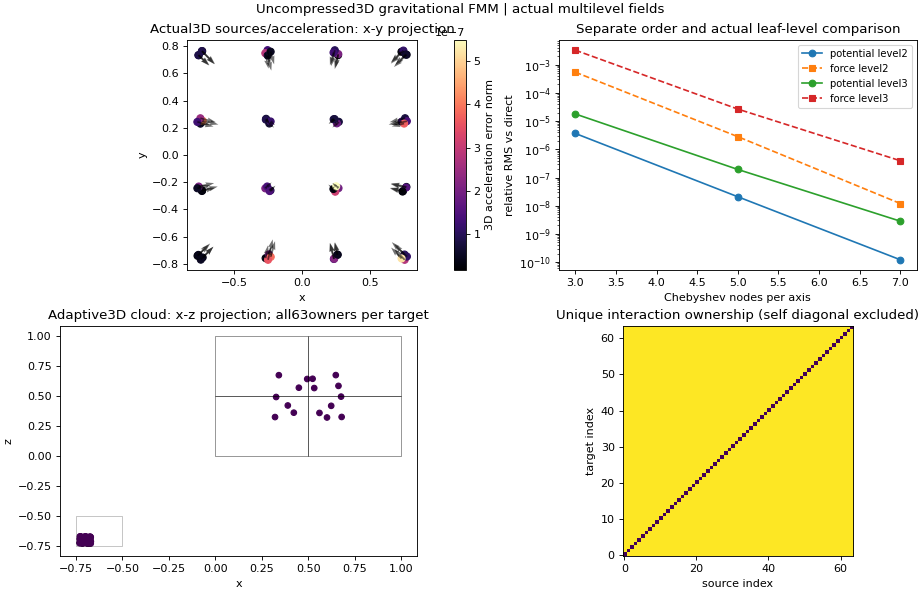 Uncompressed3D gravitational FMM | actual multilevel fields
Actual3D sources/acceleration: x-y projection
1e−7
0.8
0.6
0.4
0.2
0.0
−0.2
−0.4
−0.6
−0.8
y
−0.5
0.0
0.5
x
5
4
3
2
1
3D acceleration error norm
Separate order and actual leaf-level comparison
potential level2
force level2
potential level3
force level3
10−3
10−4
10−5
10−6
10−7
10−8
10−9
10−10
relative RMS vs direct
3.0 3.5 4.0 4.5 5.0 5.5 6.0 6.5 7.0
Chebyshev nodes per axis
Adaptive3D cloud: x-z projection; all63owners per target
1.00
0.75
0.50
0.25
0.00
−0.25
−0.50
−0.75
z
−0.75 −0.50 −0.25 0.00 0.25 0.50 0.75 1.00
x
Unique interaction ownership (self diagonal excluded)
60
50
40
30
20
10
0
target index
0 20 40 60
source index